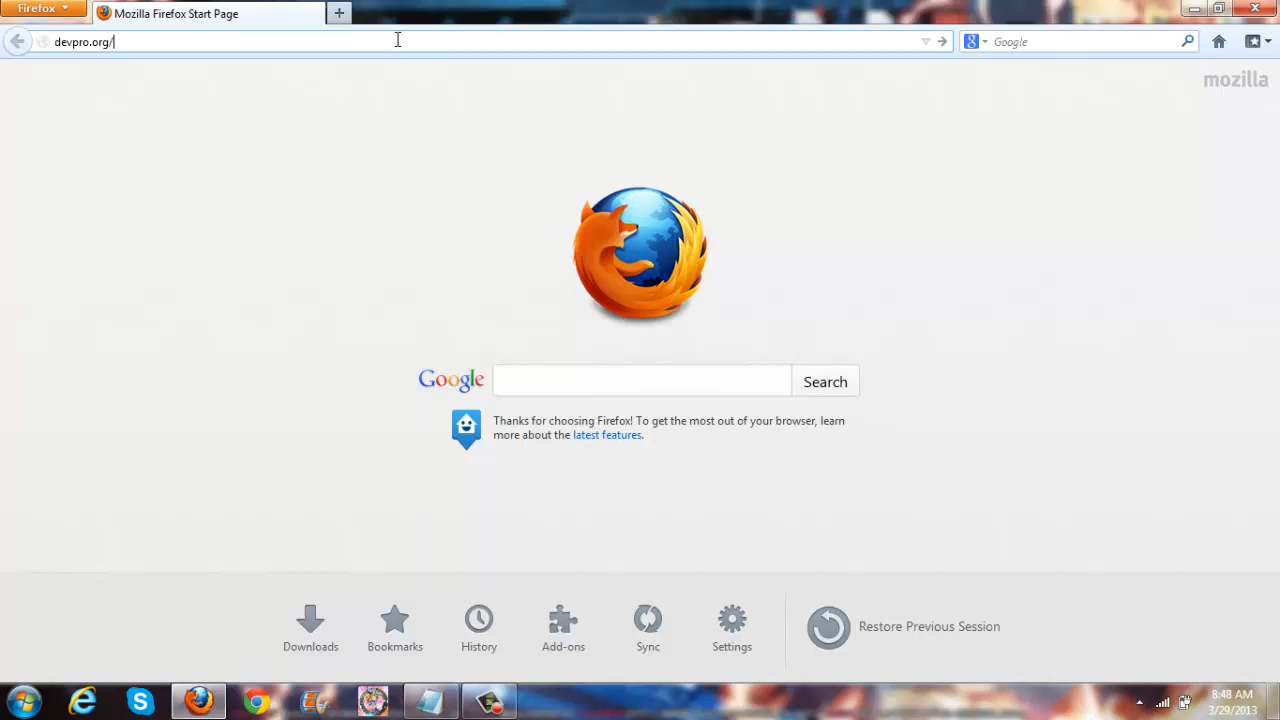 Firefox
Mozilla Firefox Start Page
devpro.org/
Google
mozilla
Google
Search
Thanks for choosing Firefox! To get the most out of your browser, learn
more about the latest features.
Downloads
Bookmarks
History
Add-ons
Sync
Settings
Restore Previous Session
8:48 AM
3/29/2013